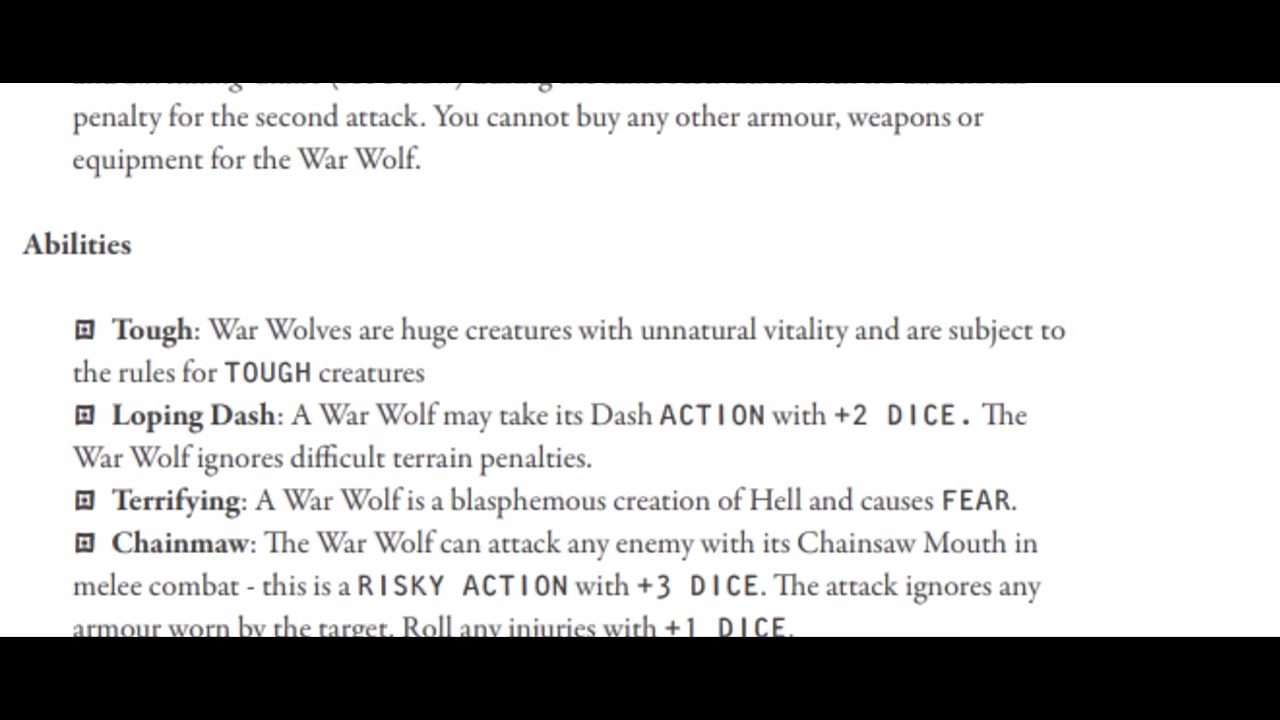 penalty for the second attack. You cannot buy any other armour, weapons or
equipment for the War Wolf.
Abilities
Tough: War Wolves are huge creatures with unnatural vitality and are subject to
the rules for TOUGH creatures
Loping Dash: A War Wolf may take its Dash ACTION with +2 DICE. The
War Wolf ignores difficult terrain penalties.
Terrifying: A War Wolf is a blasphemous creation of Hell and causes FEAR.
Chainmaw: The War Wolf can attack any enemy with its Chainsaw Mouth in
melee combat - this is a RISKY ACTION with +3 DICE. The attack ignores any
armour worn by the target. Roll any injuries with +1 DICE.